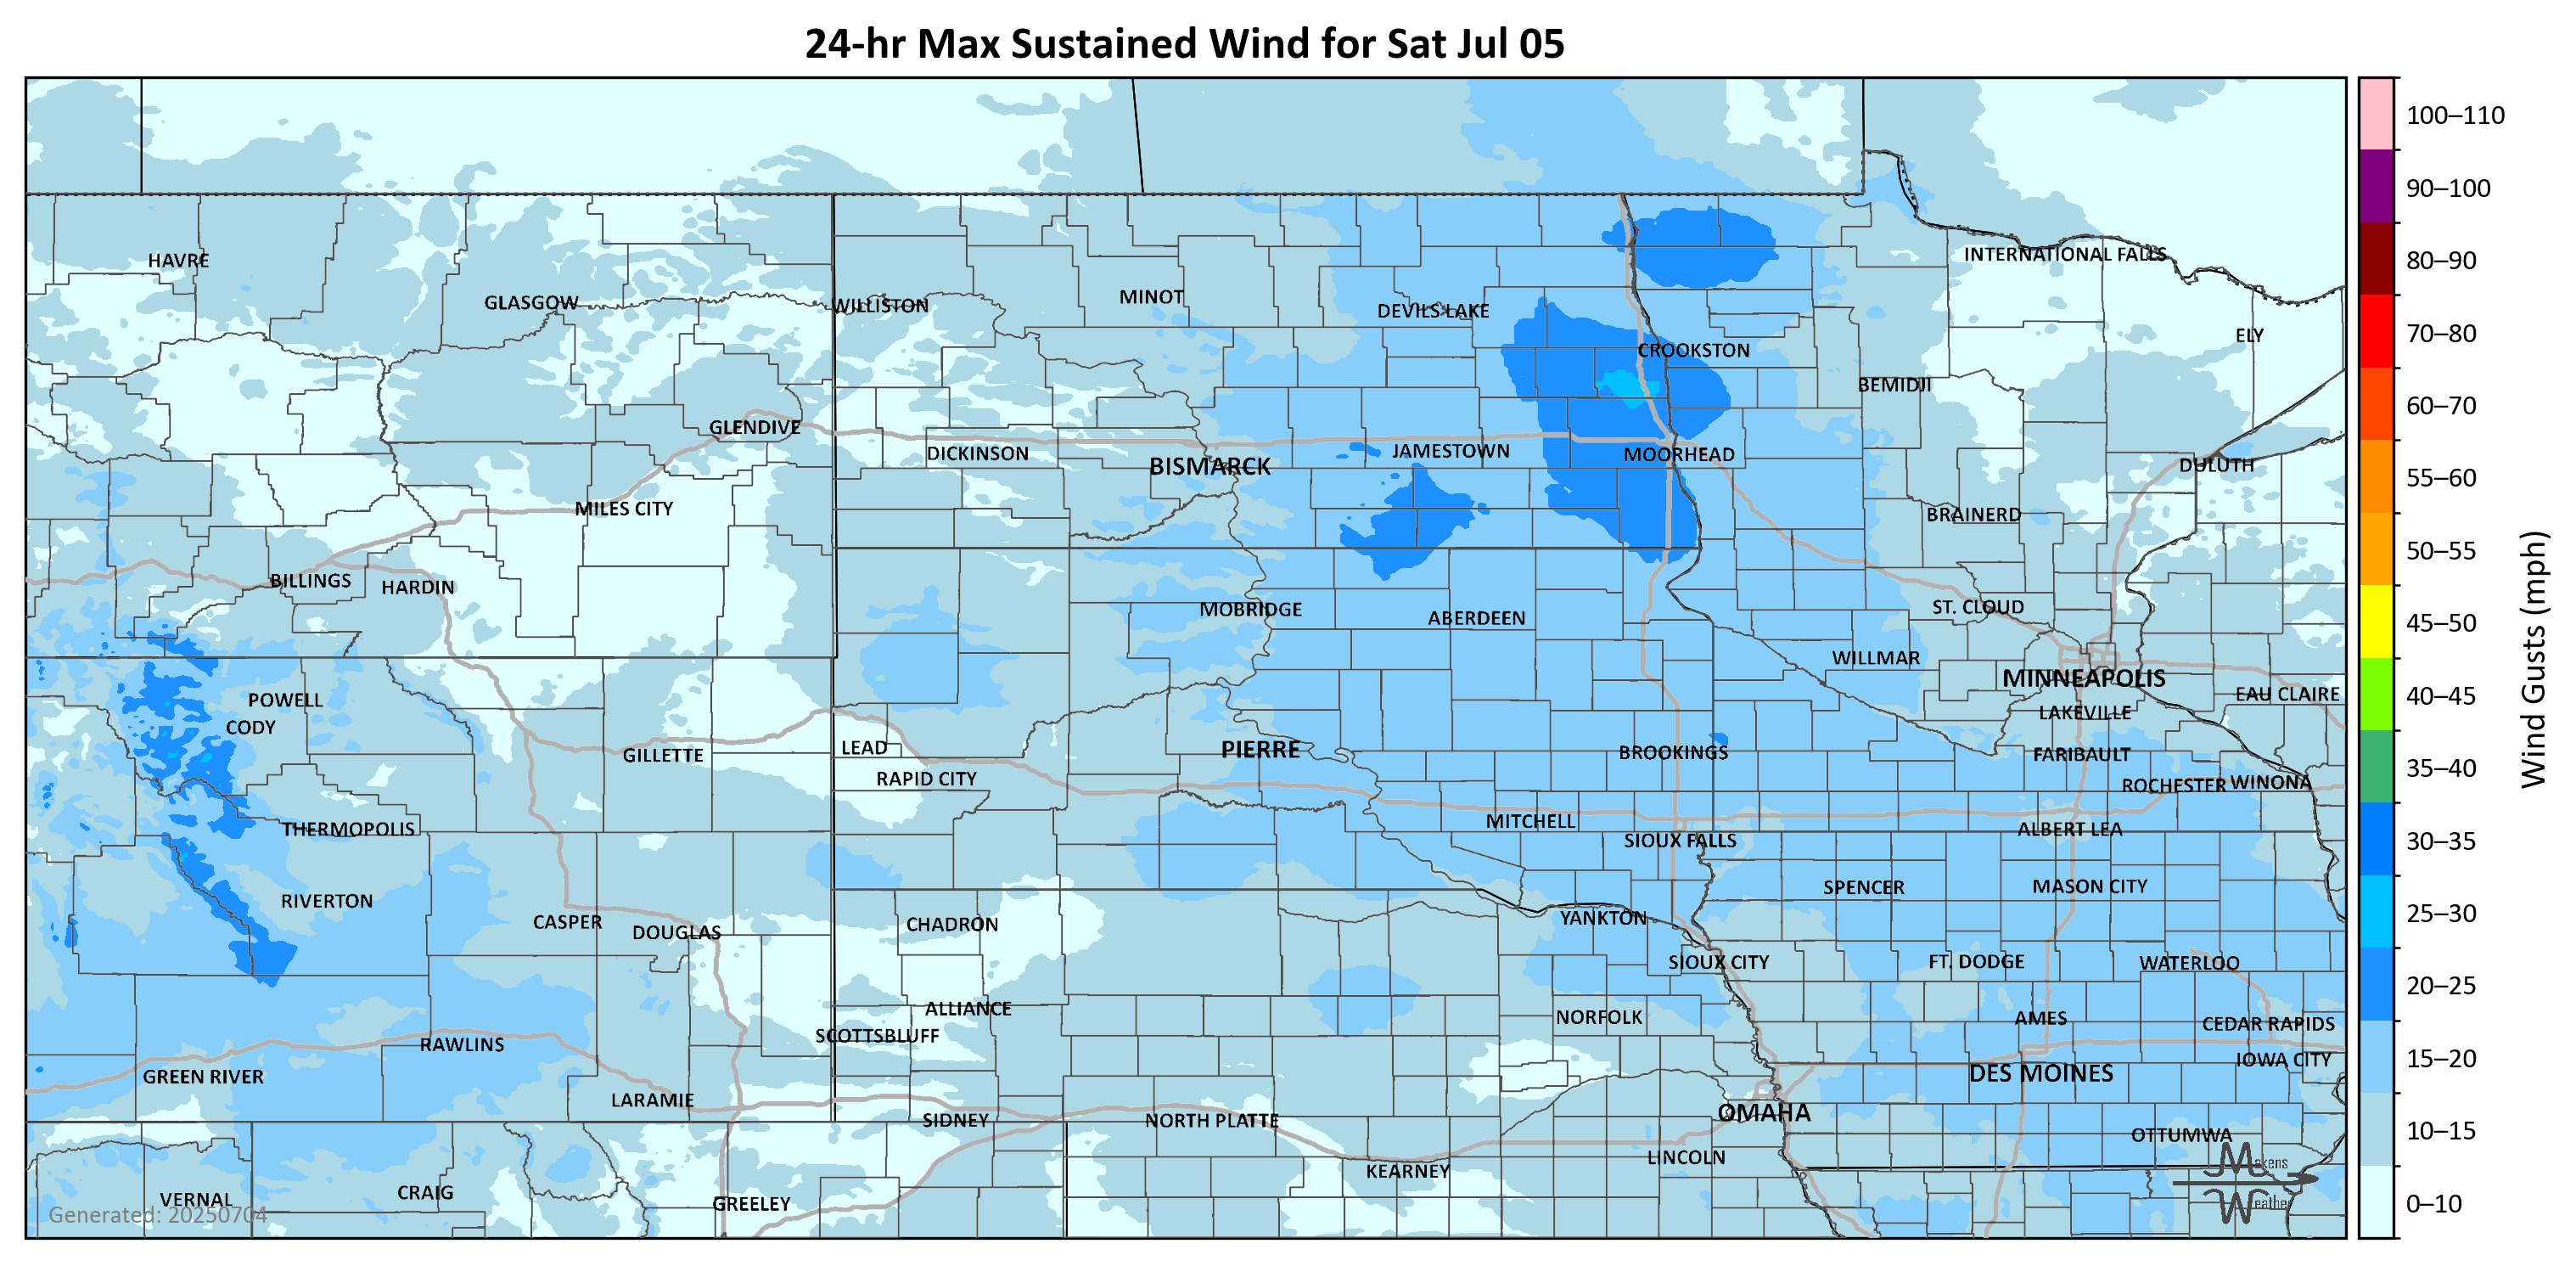 24-hr Max Sustained Wind for Sat Jul 05
100–110
90–100
80–90
70–80
60–70
55–60
50–55
45–50
40–45
35–40
30–35
25–30
20–25
15–20
10–15
0–10
Wind Gusts (mph)
HAVRE
INTERNATIONAL FALLS
GLASGOW
WILLISTON
MINOT
DEVILS LAKE
ELY
CROOKSTON
BEMIDJI
GLENDIVE
DICKINSON
BISMARCK
JAMESTOWN
MOORHEAD
DULUTH
MILES CITY
BRAINERD
BILLINGS
HARDIN
MOBRIDGE
ABERDEEN
ST. CLOUD
WILLMAR
MINNEAPOLIS
POWELL
EAU CLAIRE
CODY
LAKEVILLE
GILLETTE
LEAD
PIERRE
BROOKINGS
FARIBAULT
RAPID CITY
ROCHESTER
WINONA
THERMOPOLIS
MITCHELL
SIOUX FALLS
ALBERT LEA
RIVERTON
SPENCER
MASON CITY
CASPER
DOUGLAS
CHADRON
YANKTON
SIOUX CITY
FT. DODGE
WATERLOO
ALLIANCE
NORFOLK
AMES
CEDAR RAPIDS
SCOTTSBLUFF
RAWLINS
IOWA CITY
GREEN RIVER
DES MOINES
LARAMIE
SIDNEY
NORTH PLATTE
OMAHA
OTTUMWA
LINCOLN
KEARNEY
VERNAL
CRAIG
GREELEY
Generated: 20250704
Makens
Weather